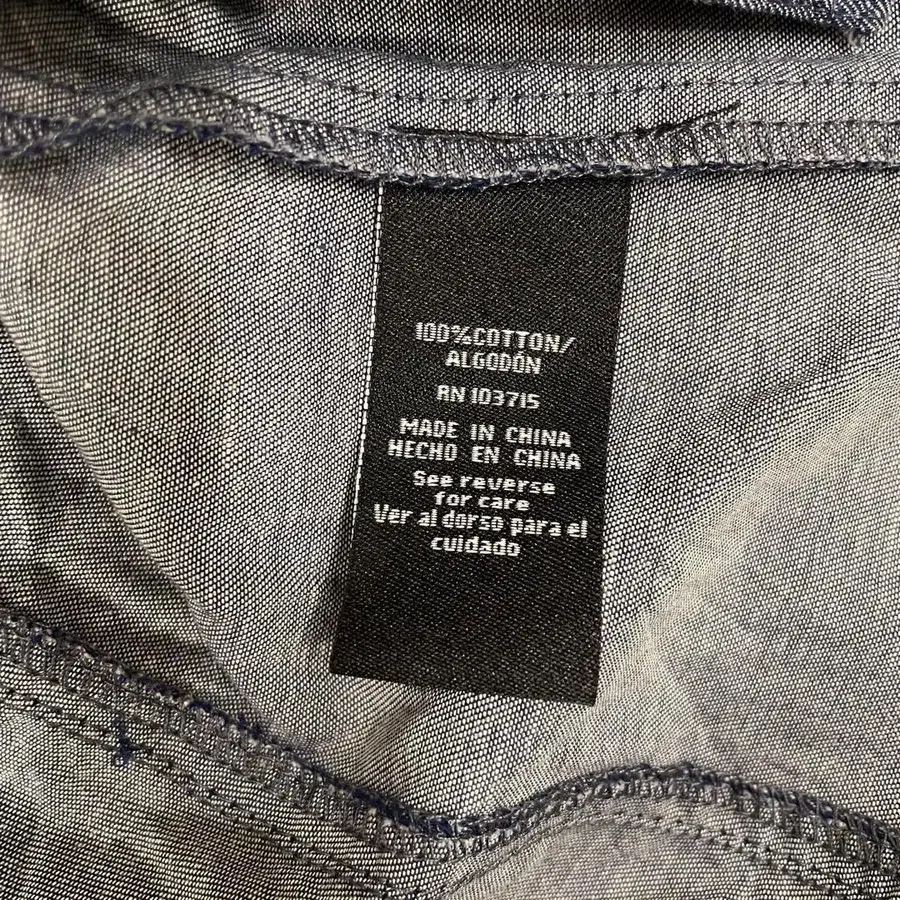 100%COTTON/
ALGODÓN
RN 103715
MADE IN CHINA
HECHO EN CHINA
See reverse
for care
Ver al dorso para el
cuidado